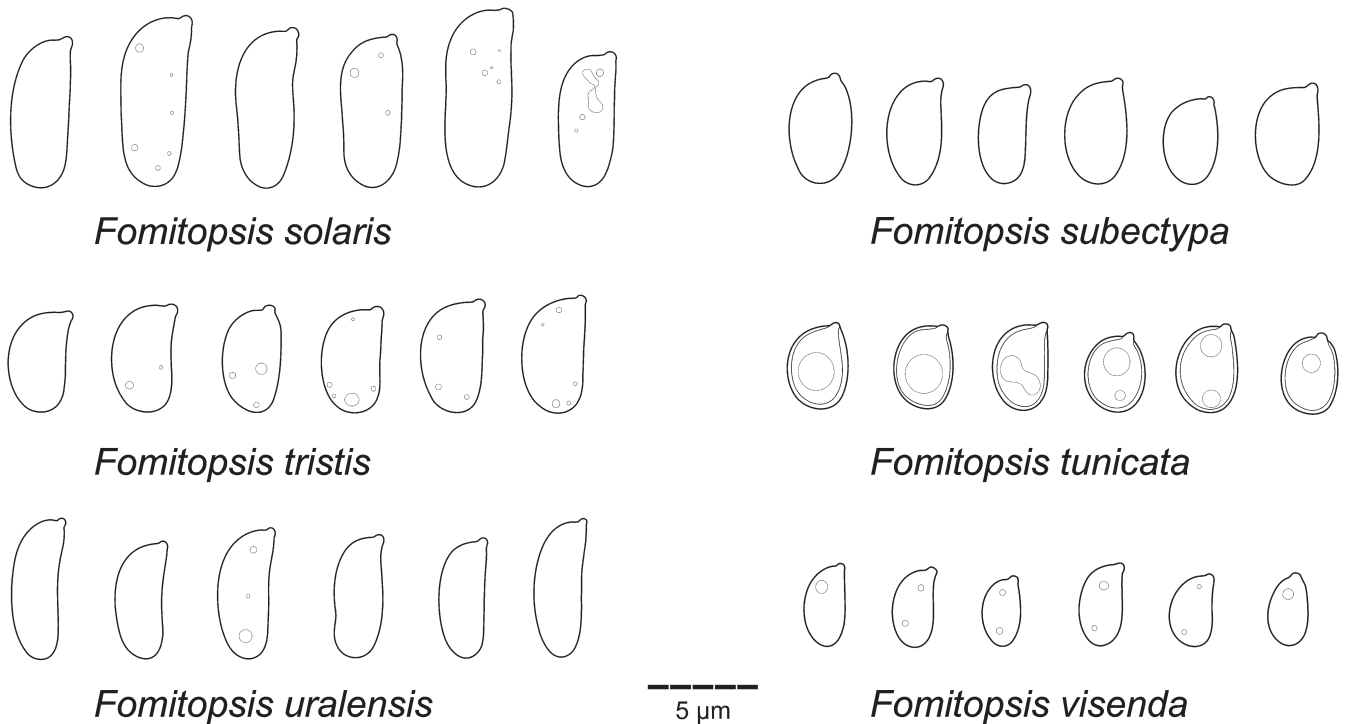 Fomitopsis solaris
Fomitopsis subectypa
Fomitopsis tristis
Fomitopsis tunicata
Fomitopsis uralensis
5 µm
Fomitopsis visenda